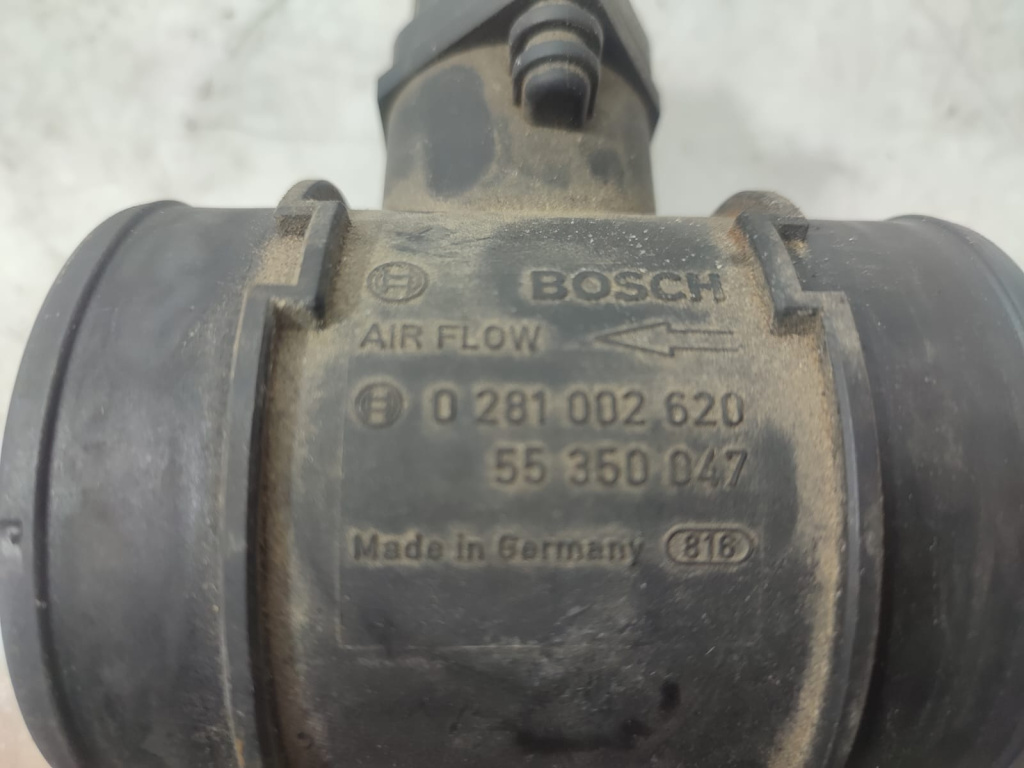 BOSCH
AIR FLOW
0 281 002 620
55 350 047
Made in Germany 816